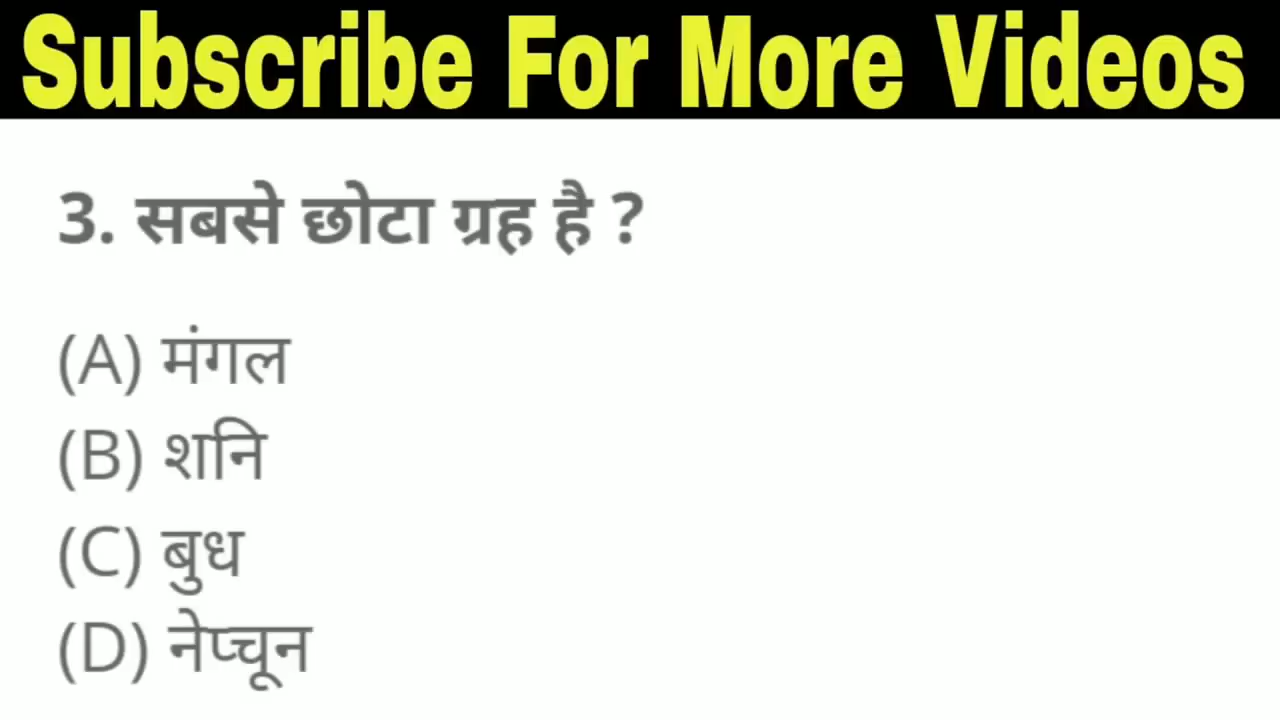 Subscribe For More Videos
3. सबसे छोटा ग्रह है ?
(A) मंगल
(B) शनि
(C) बुध
(D) नेप्चून